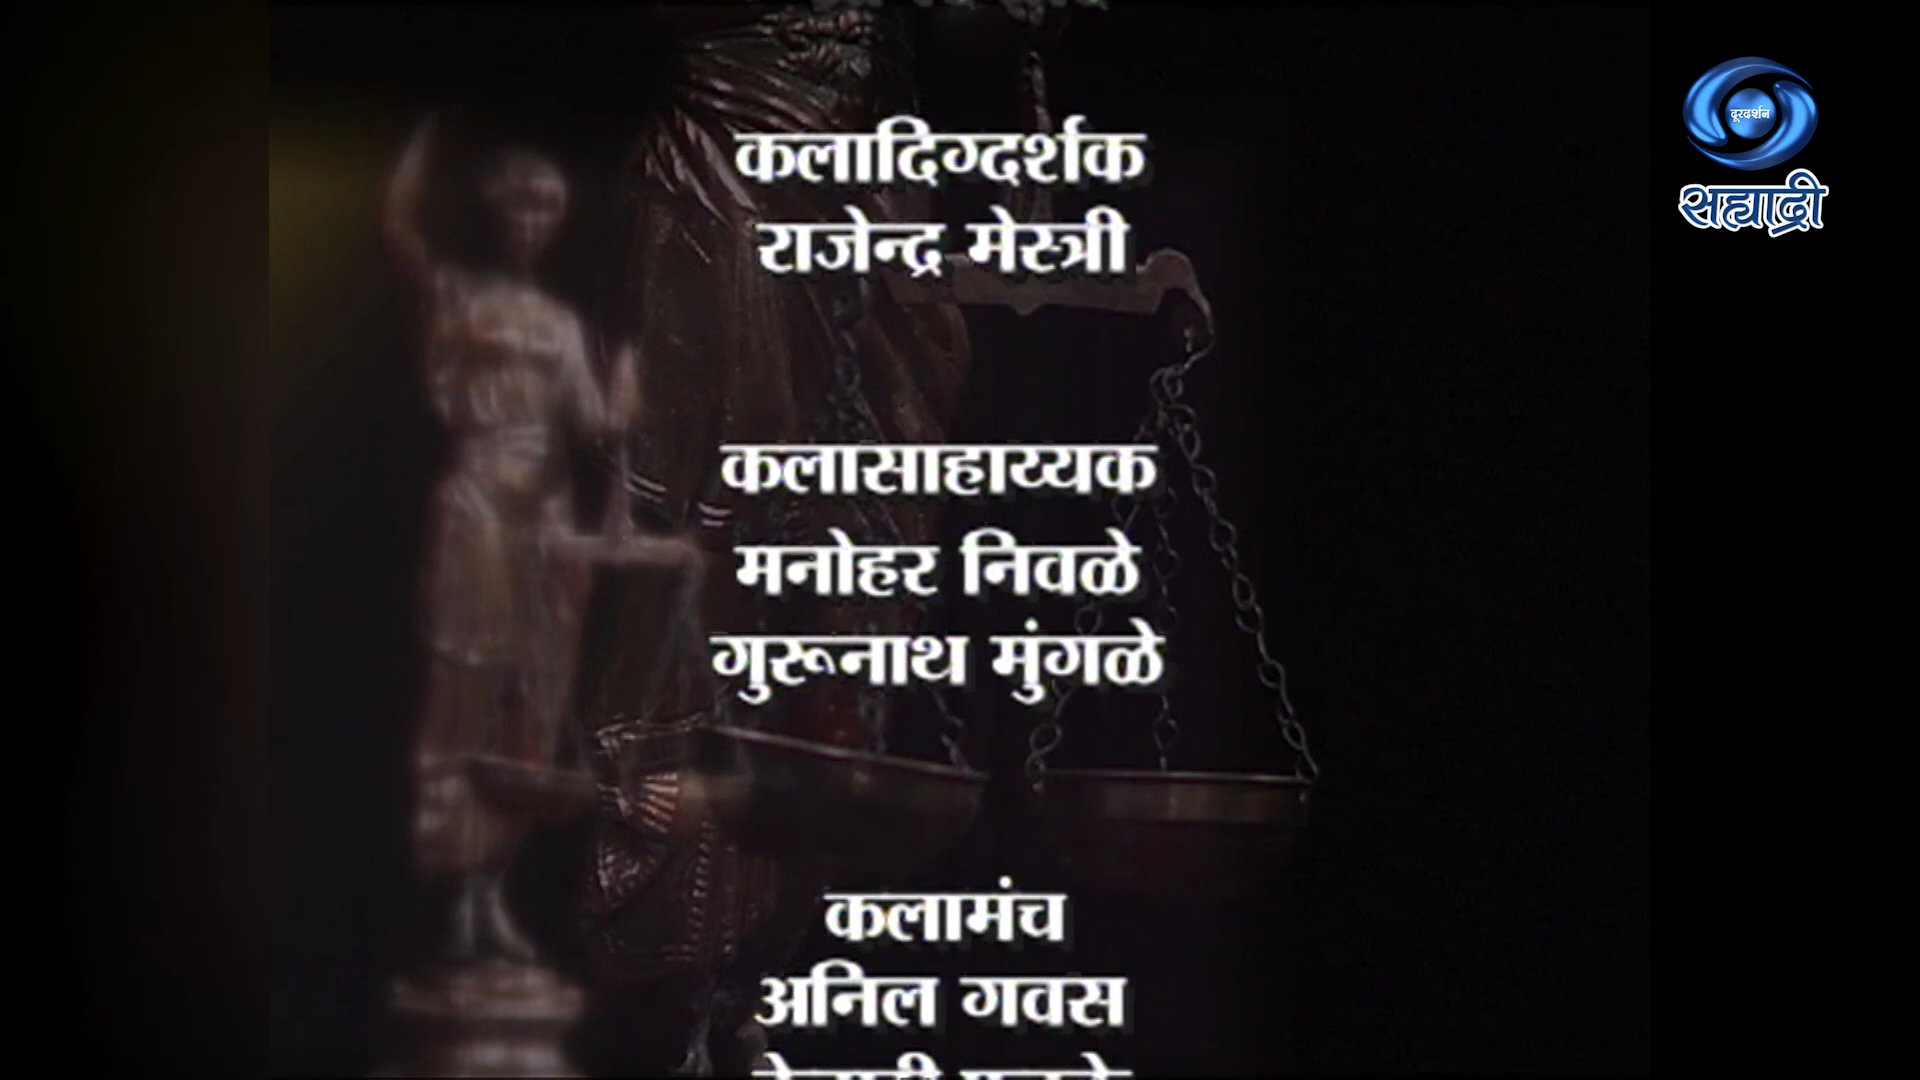 दूरदर्शन
सह्याद्री
कलादिग्दर्शक
राजेन्द्र मेस्त्री
कलासाहाय्यक
मनोहर निवळे
गुरूनाथ मुंगळे
कलामंच
अनिल गवस